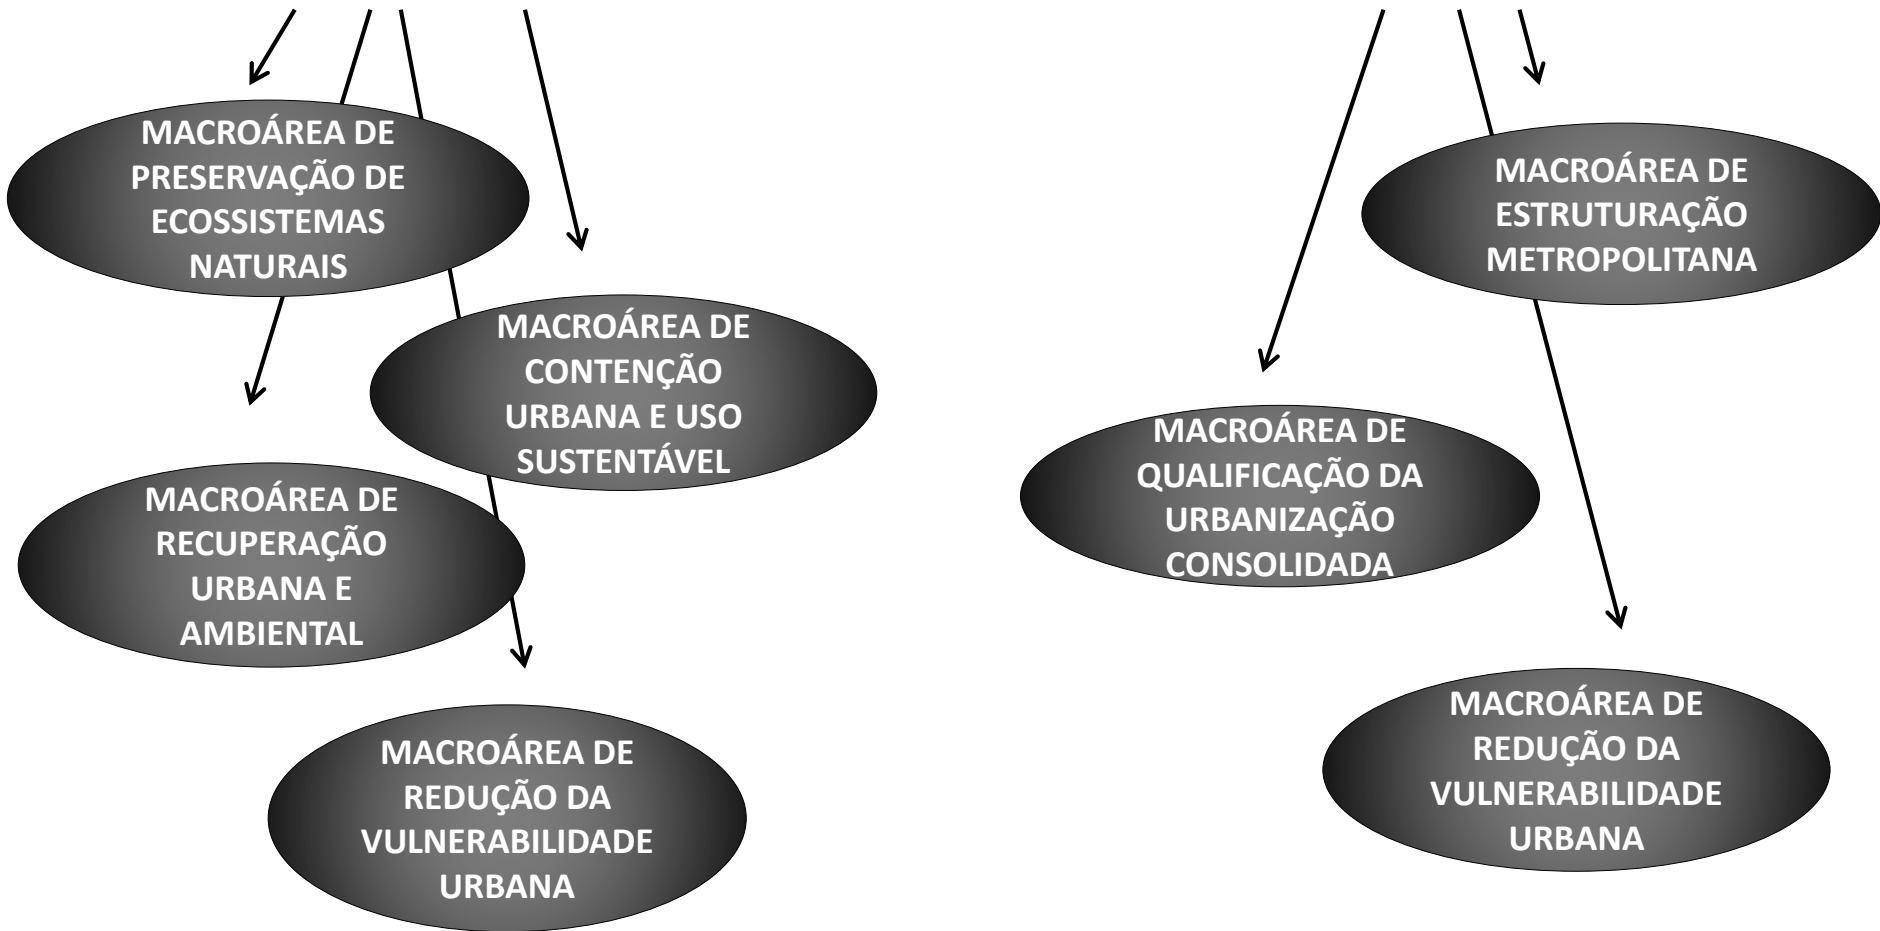 MACROÁREA DE
PRESERVAÇÃO DE
ECOSSISTEMAS
NATURAIS
MACROÁREA DE
CONTENÇÃO
URBANA E USO
SUSTENTÁVEL
MACROÁREA DE
RECUPERAÇÃO
URBANA E
AMBIENTAL
MACROÁREA DE
REDUÇÃO DA
VULNERABILIDADE
URBANA
MACROÁREA DE
ESTRUTURAÇÃO
METROPOLITANA
MACROÁREA DE
QUALIFICAÇÃO DA
URBANIZAÇÃO
CONSOLIDADA
MACROÁREA DE
REDUÇÃO DA
VULNERABILIDADE
URBANA